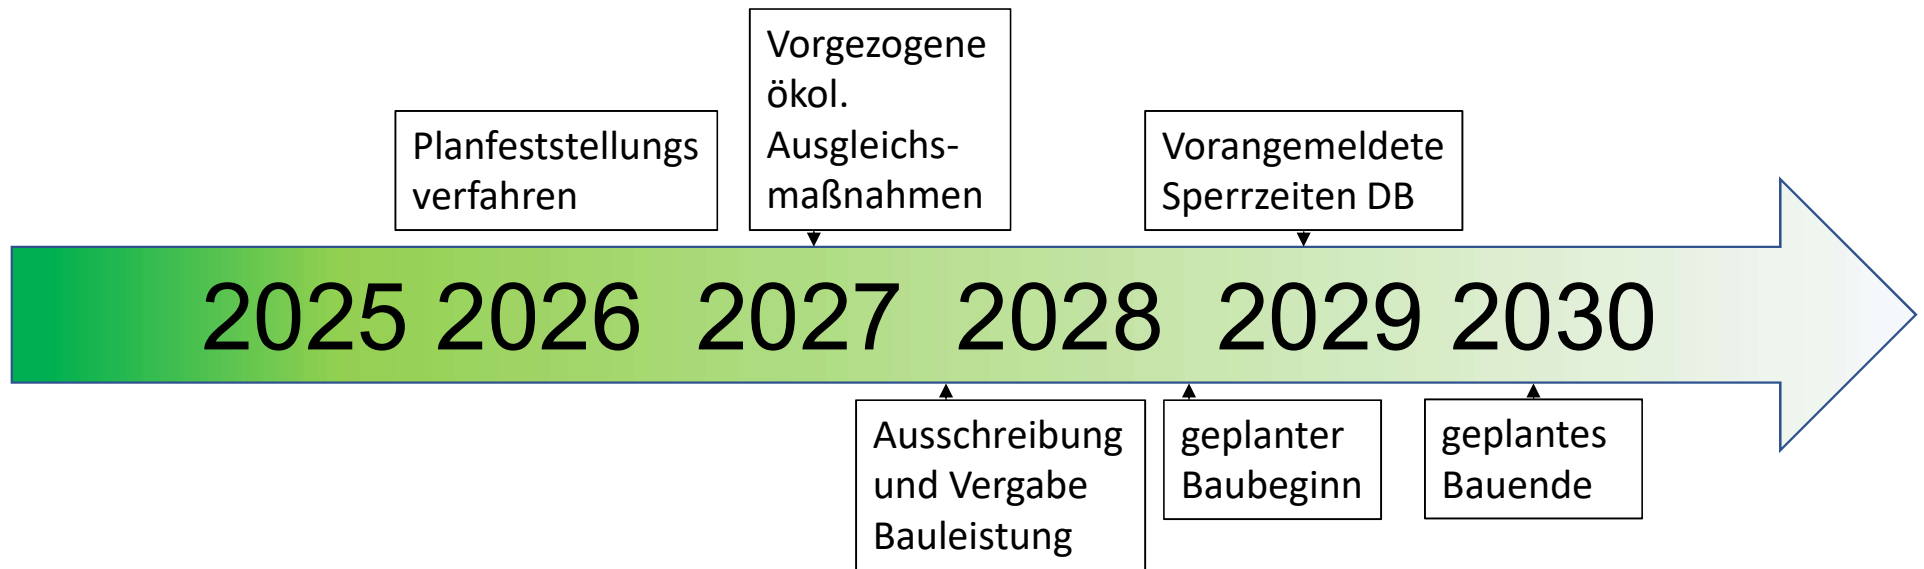 Vorgezogene
ökol.
Ausgleichs-
maßnahmen
Planfeststellungs
verfahren
Vorangemeldete
Sperrzeiten DB
2025 2026 2027 2028 2029 2030
Ausschreibung
und Vergabe
Bauleistung
geplanter
Baubeginn
geplantes
Bauende